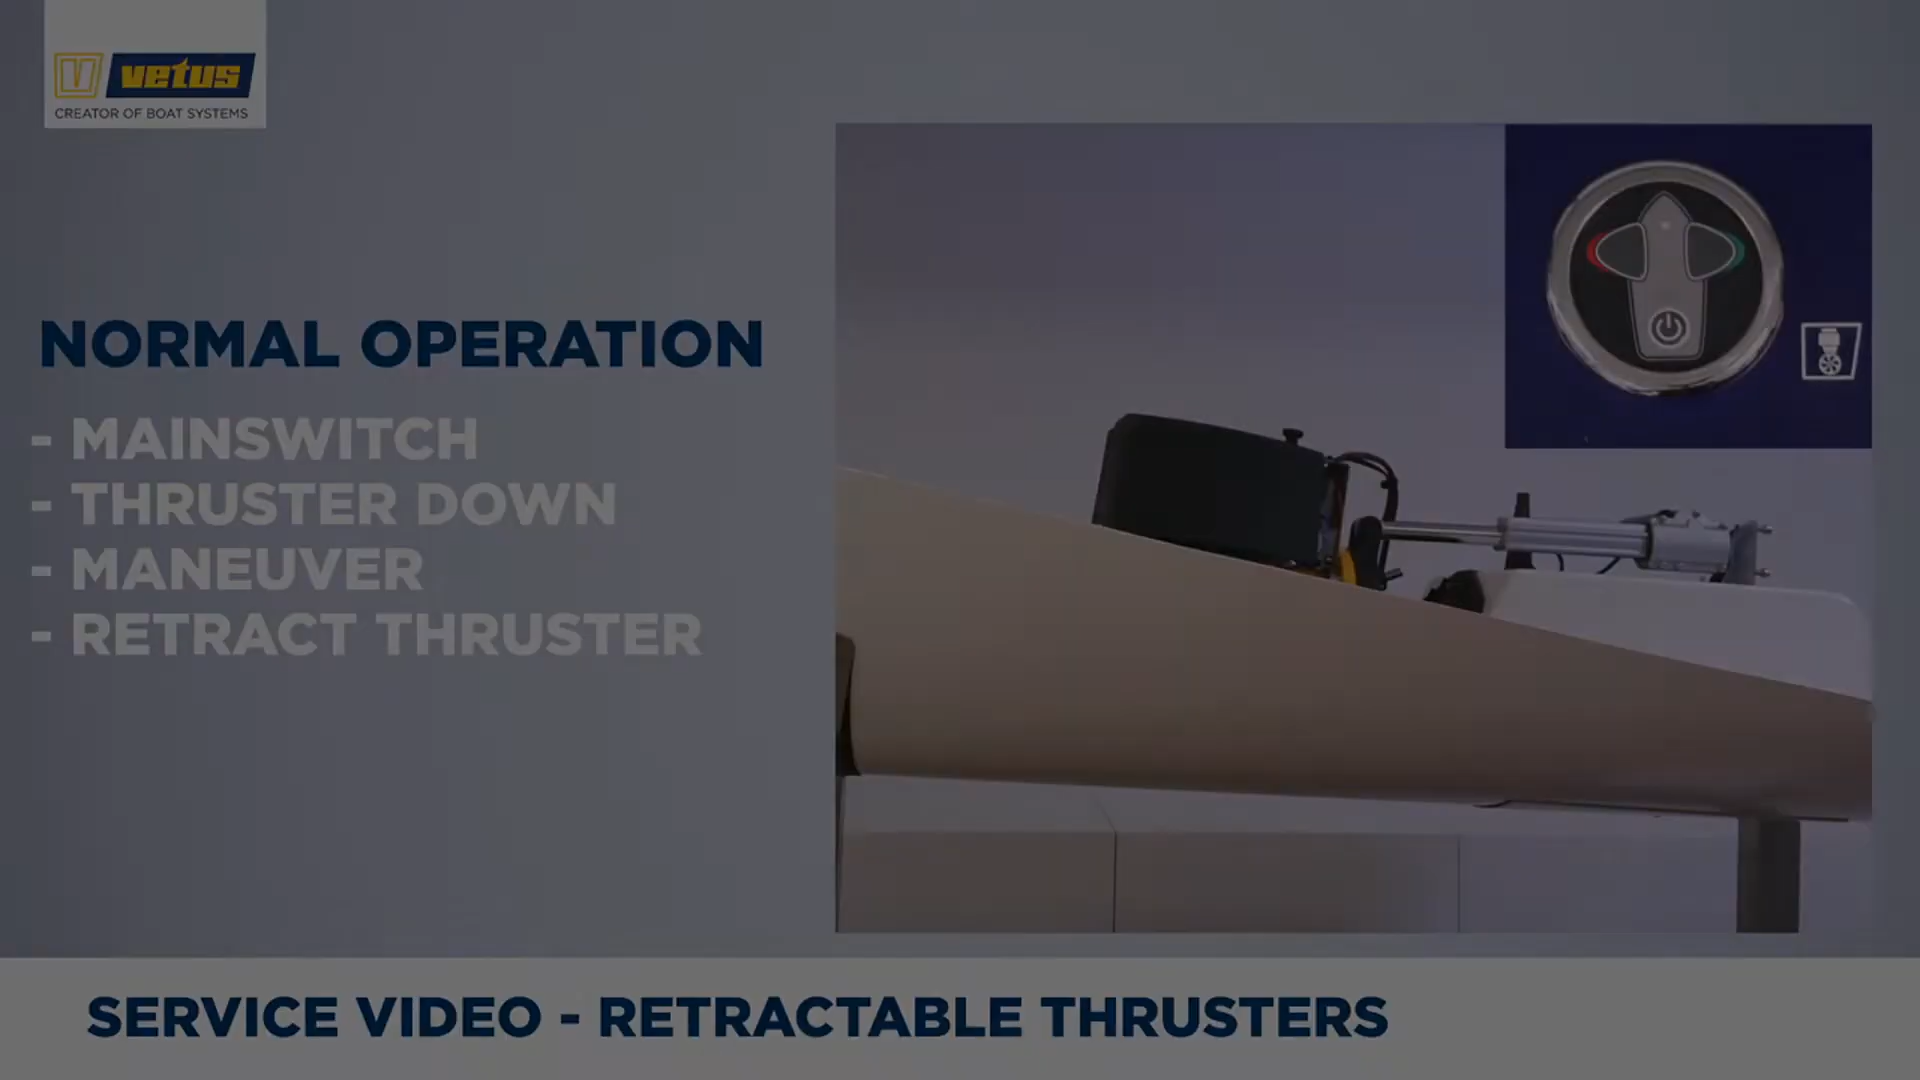 vetus
CREATOR OF BOAT SYSTEMS
NORMAL OPERATION
- MAINSWITCH
- THRUSTER DOWN
- MANEUVER
- RETRACT THRUSTER
SERVICE VIDEO - RETRACTABLE THRUSTERS